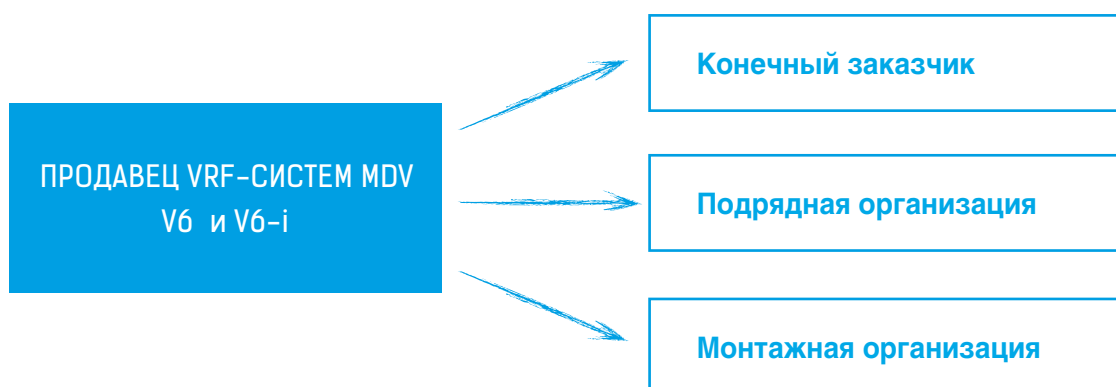 ПРОДАВЕЦ VRF-СИСТЕМ MDV
V6 и V6-i
Конечный заказчик
Подрядная организация
Монтажная организация